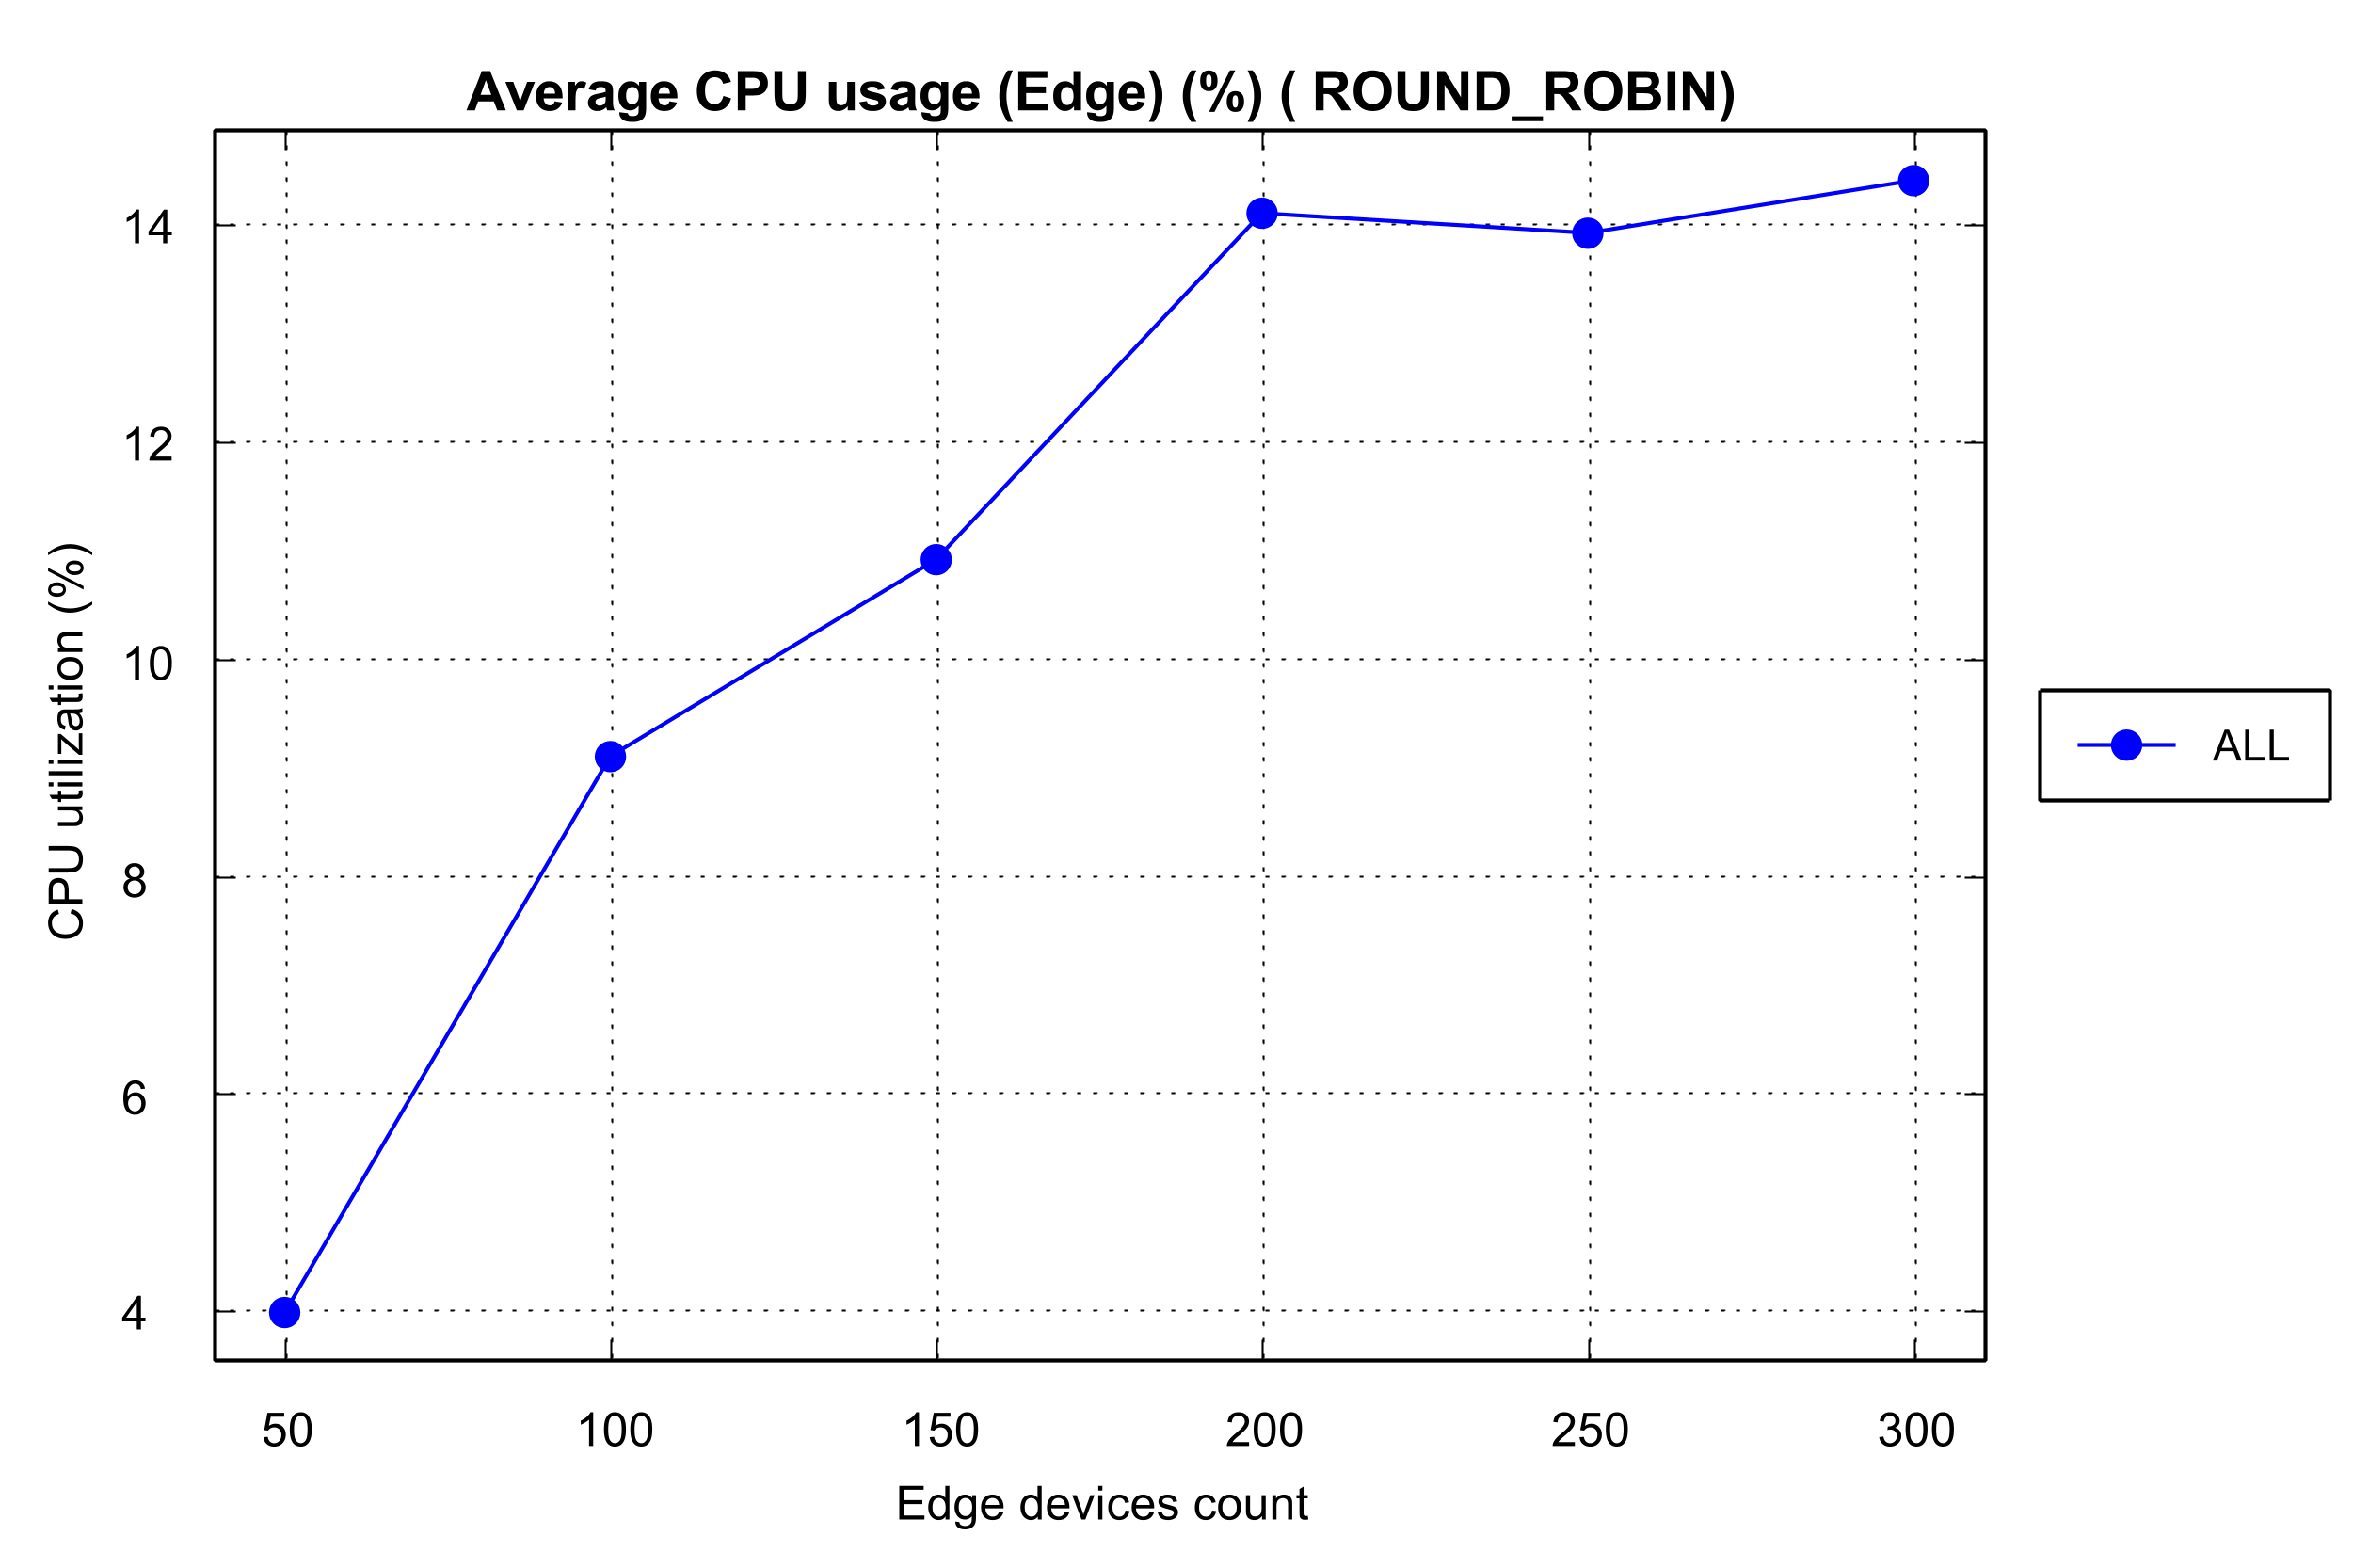 Average CPU usage (Edge) (%) ( ROUND_ROBIN)
14
12
10
8
6
4
CPU utilization (%)
ALL
50 100 150 200 250 300
Edge devices count